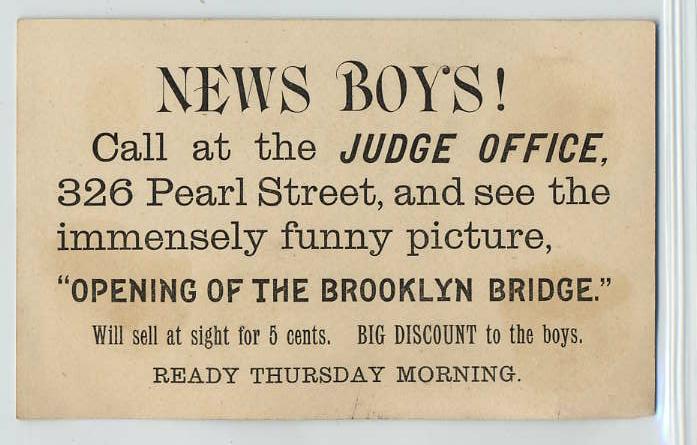 NEWS BOYS!
Call at the JUDGE OFFICE,
326 Pearl Street, and see the
immensely funny picture,
“OPENING OF THE BROOKLYN BRIDGE.”
Will sell at sight for 5 cents. BIG DISCOUNT to the boys.
READY THURSDAY MORNING.